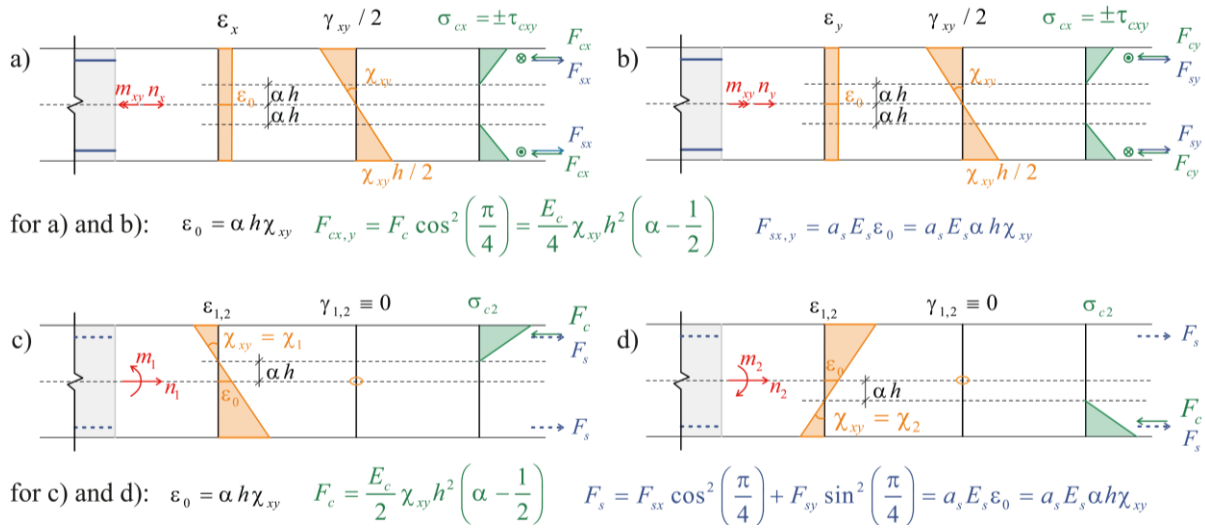 ε_x γ_xy / 2 σ_cx = ±τ_cxy
a) m_xy n_x ε_0 α h α h χ_xy χ_xy h / 2 F_cx F_sx F_sx F_cx
ε_y γ_xy / 2 σ_cx = ±τ_cxy
b) m_xy n_y ε_0 α h α h χ_xy χ_xy h / 2 F_cy F_sy F_sy F_cy
for a) and b): ε_0 = α h χ_xy F_cx,y = F_c cos²(π/4) = E_c/4 χ_xy h² (α − 1/2) F_sx,y = a_s E_s ε_0 = a_s E_s α h χ_xy
ε_1,2 γ_1,2 ≡ 0 σ_c2
c) m_1 n_1 χ_xy = χ_1 ε_0 α h F_c F_s F_s
ε_1,2 γ_1,2 ≡ 0 σ_c2
d) m_2 n_2 ε_0 α h χ_xy = χ_2 F_s F_c F_s
for c) and d): ε_0 = α h χ_xy F_c = E_c/2 χ_xy h² (α − 1/2) F_s = F_sx cos²(π/4) + F_sy sin²(π/4) = a_s E_s ε_0 = a_s E_s α h χ_xy